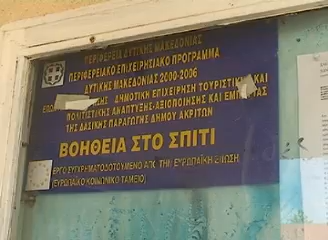 ΠΕΡΙΦΕΡΕΙΑ ΔΥΤΙΚΗΣ ΜΑΚΕΔΟΝΙΑΣ
ΠΕΡΙΦΕΡΕΙΑΚΟ ΕΠΙΧΕΙΡΗΣΙΑΚΟ ΠΡΟΓΡΑΜΜΑ
ΔΥΤΙΚΗΣ ΜΑΚΕΔΟΝΙΑΣ 2000-2006
ΔΗΜΟΤΙΚΗ ΕΠΙΧΕΙΡΗΣΗ ΤΟΥΡΙΣΤΙΚΗΣ ΚΑΙ
ΠΟΛΙΤΙΣΤΙΚΗΣ ΑΝΑΠΤΥΞΗΣ-ΑΞΙΟΠΟΙΗΣΗΣ ΚΑΙ ΕΜΠΟΡΙΑΣ
ΤΗΣ ΔΑΣΙΚΗΣ ΠΑΡΑΓΩΓΗΣ ΔΗΜΟΥ ΑΚΡΙΤΩΝ
ΒΟΗΘΕΙΑ ΣΤΟ ΣΠΙΤΙ
ΕΡΓΟ ΣΥΓΧΡΗΜΑΤΟΔΟΤΟΥΜΕΝΟ ΑΠΟ ΤΗΝ ΕΥΡΩΠΑΪΚΗ ΕΝΩΣΗ
(ΕΥΡΩΠΑΪΚΟ ΚΟΙΝΩΝΙΚΟ ΤΑΜΕΙΟ)